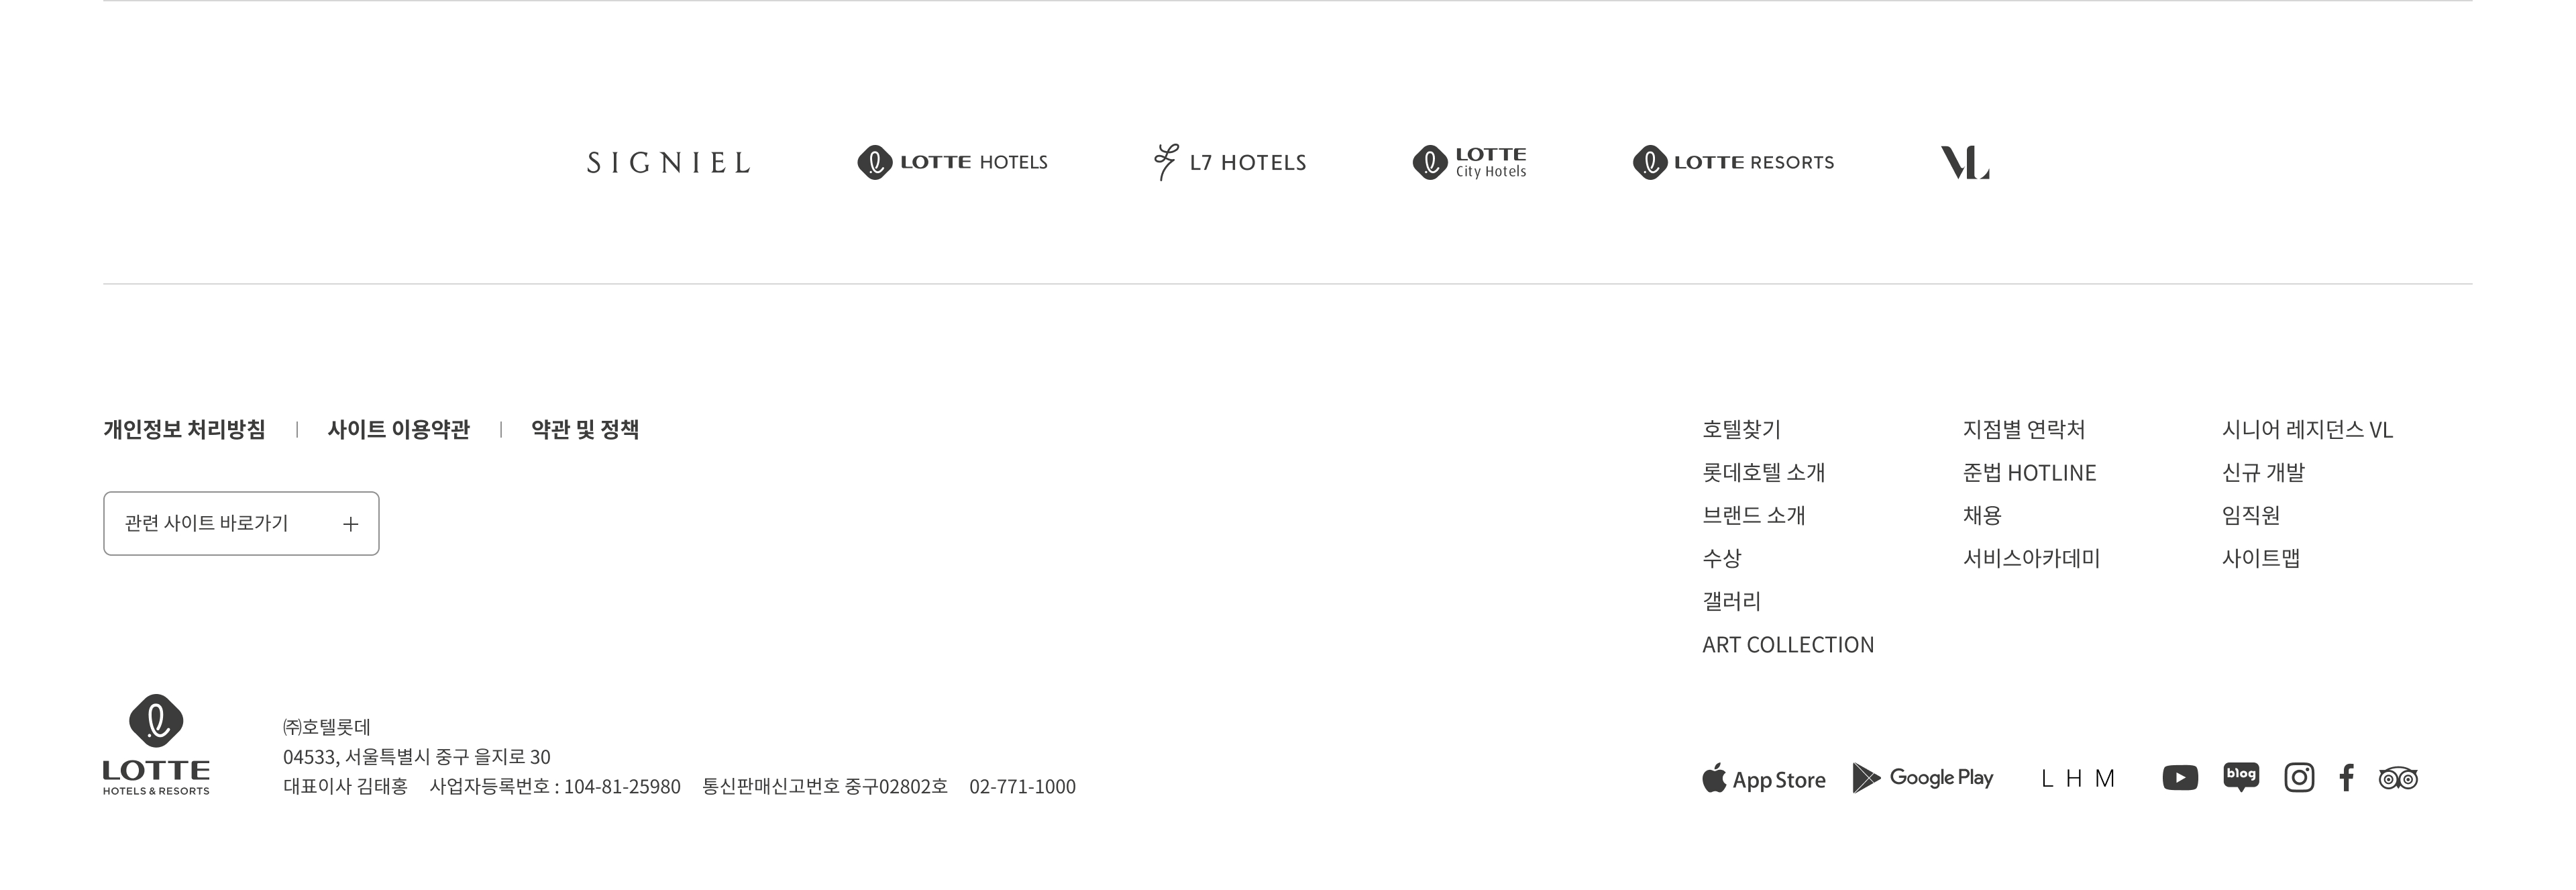 SIGNIEL
LOTTE HOTELS
L7 HOTELS
LOTTE City Hotels
LOTTE RESORTS
VL
개인정보 처리방침 | 사이트 이용약관 | 약관 및 정책
관련 사이트 바로가기 +
호텔찾기
롯데호텔 소개
브랜드 소개
수상
갤러리
ART COLLECTION
지점별 연락처
준법 HOTLINE
채용
서비스아카데미
시니어 레지던스 VL
신규 개발
임직원
사이트맵
LOTTE
HOTELS & RESORTS
㈜호텔롯데
04533, 서울특별시 중구 을지로 30
대표이사 김태홍 사업자등록번호 : 104-81-25980 통신판매신고번호 중구02802호 02-771-1000
App Store
Google Play
L H M
blog